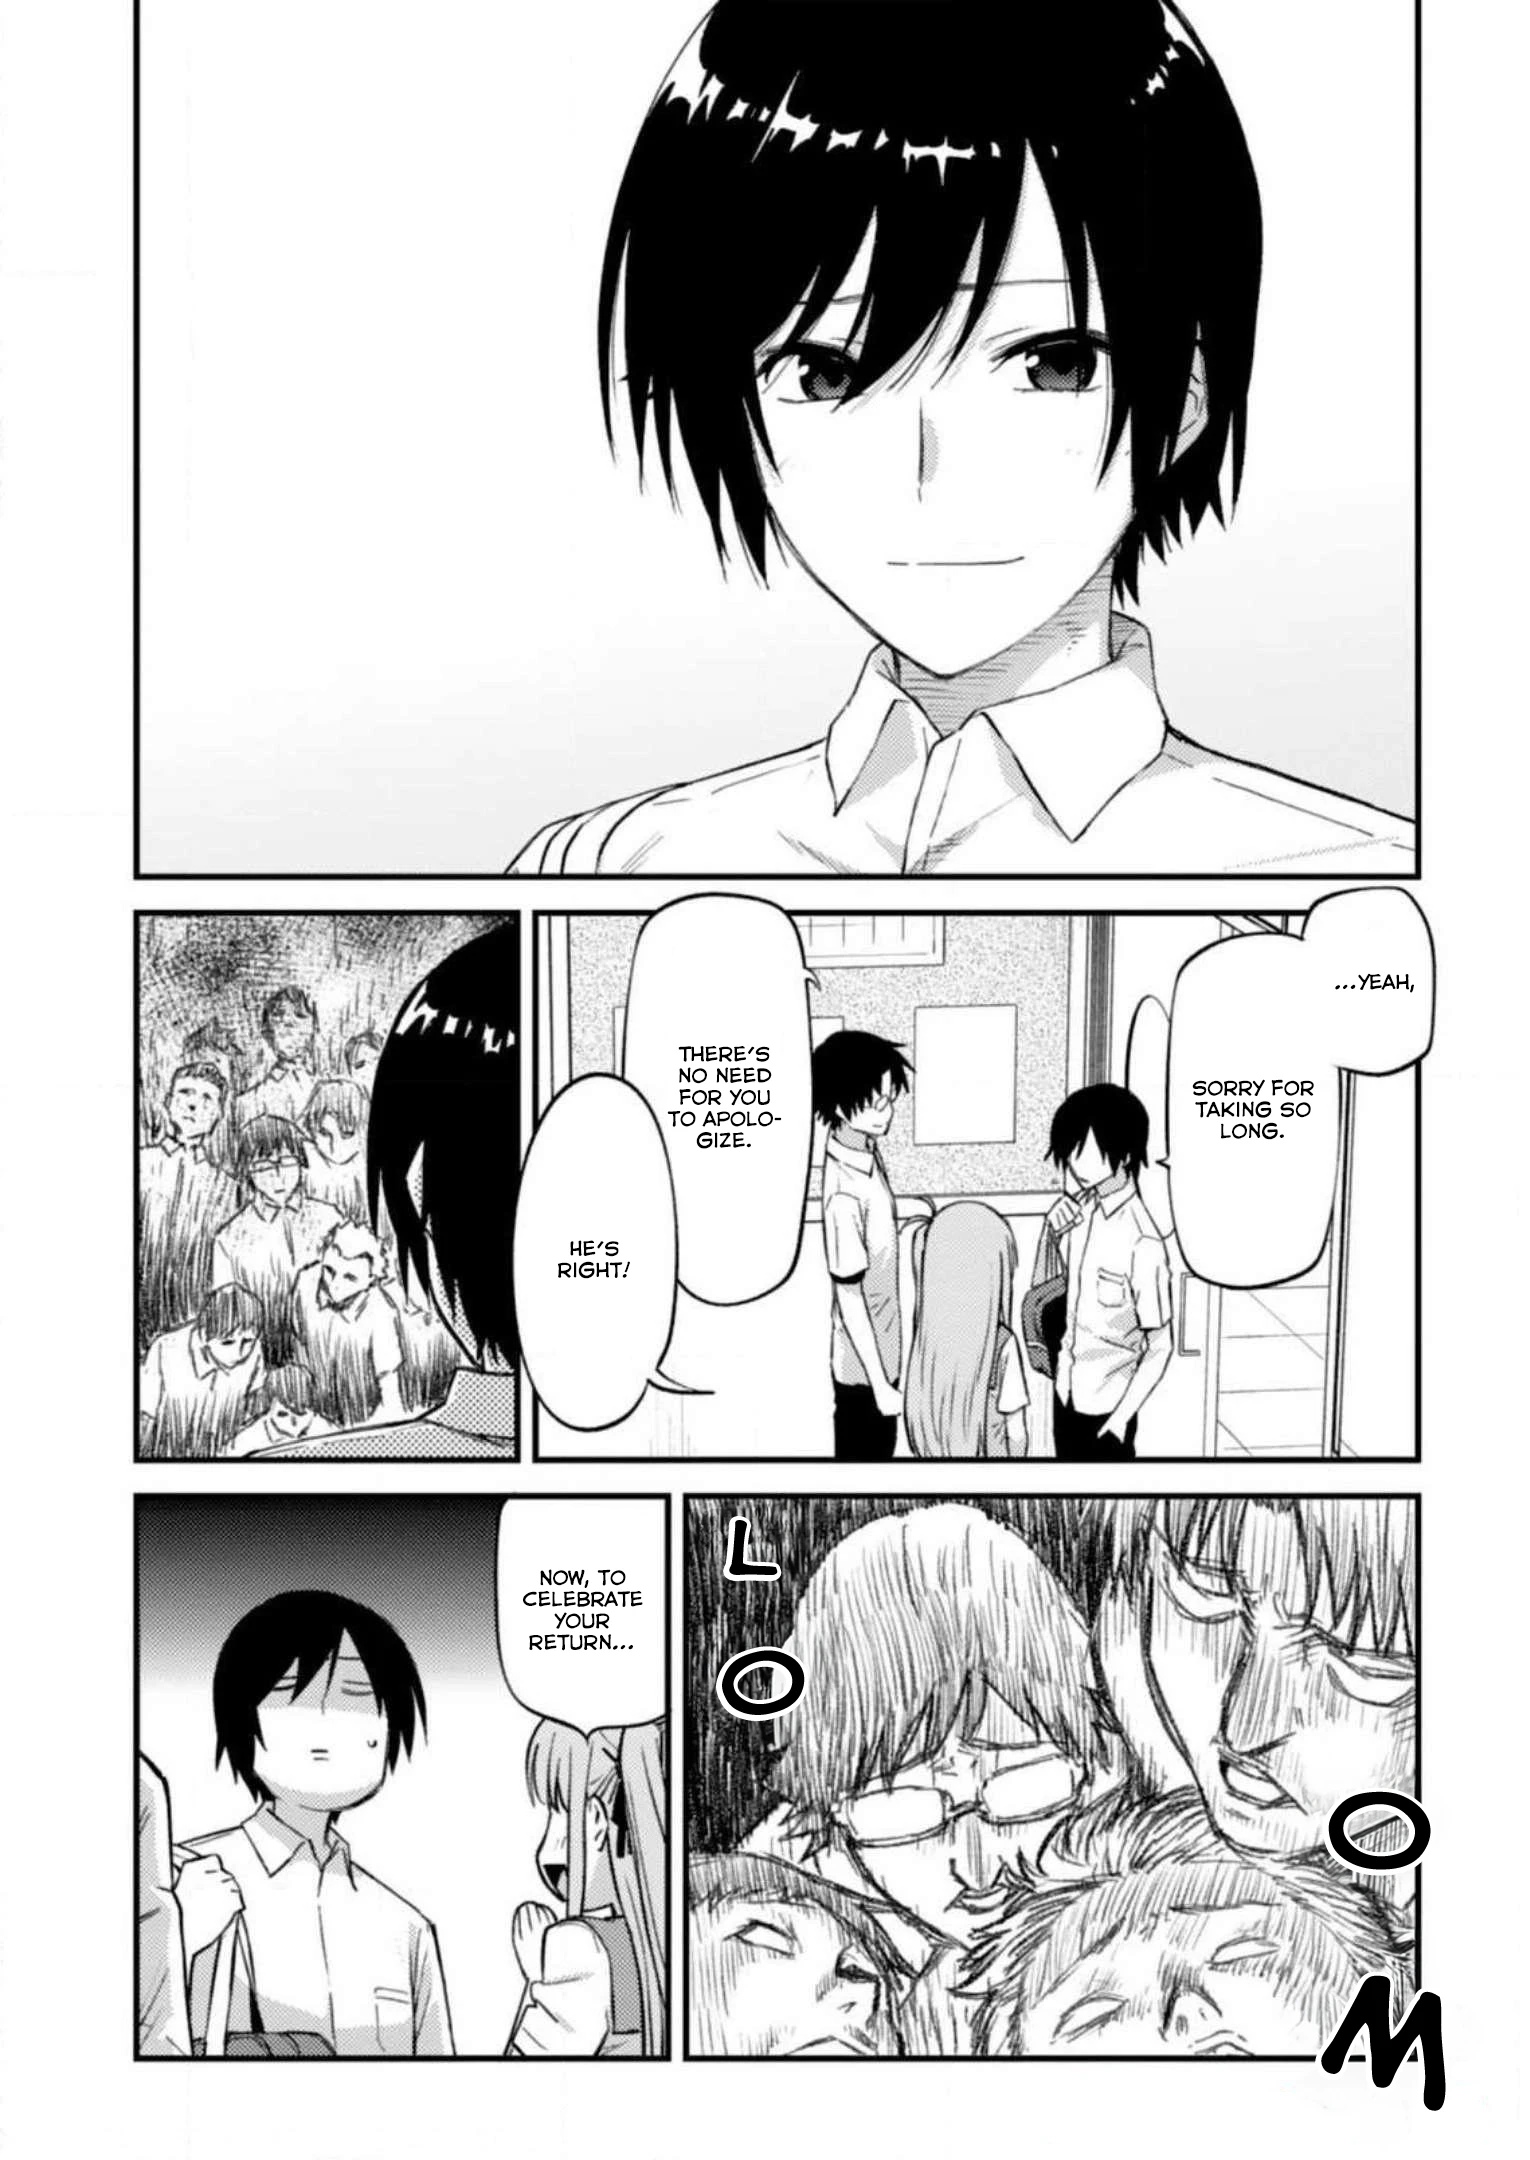 ...YEAH,
SORRY FOR
TAKING SO
LONG.
THERE'S
NO NEED
FOR YOU
TO APOLO-
GIZE.
HE'S
RIGHT!
L
O
O
M
NOW, TO
CELEBRATE
YOUR
RETURN...